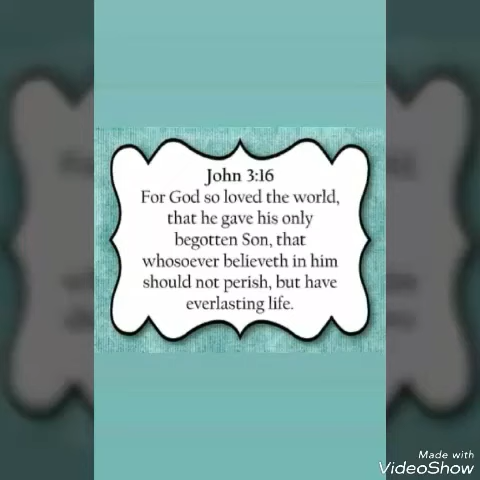 John 3:16
For God so loved the world,
that he gave his only
begotten Son, that
whosoever believeth in him
should not perish, but have
everlasting life.
Made with
VideoShow